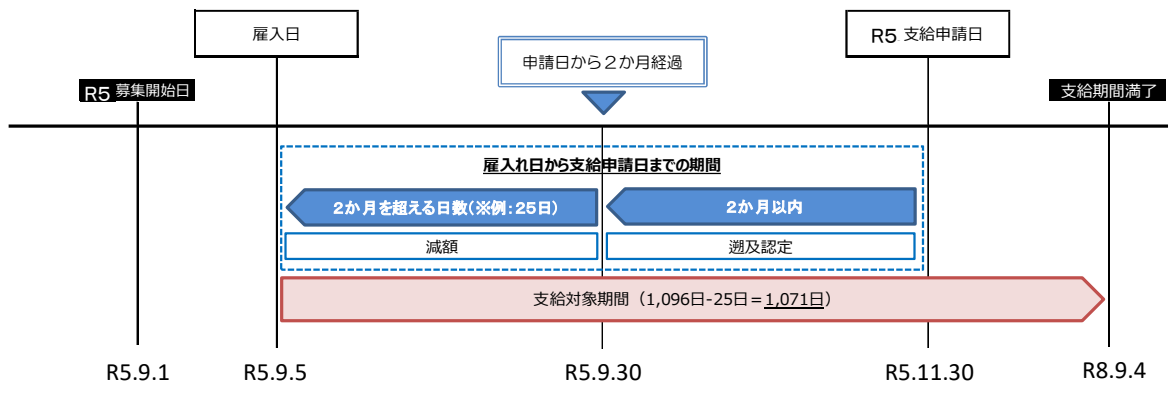 雇入日
R5 支給申請日
申請日から2か月経過
R5 募集開始日
支給期間満了
雇入れ日から支給申請日までの期間
2か月を超える日数(※例:25日)
2か月以内
減額
遡及認定
支給対象期間(1,096日-25日=1,071日)
R5.9.1
R5.9.5
R5.9.30
R5.11.30
R8.9.4